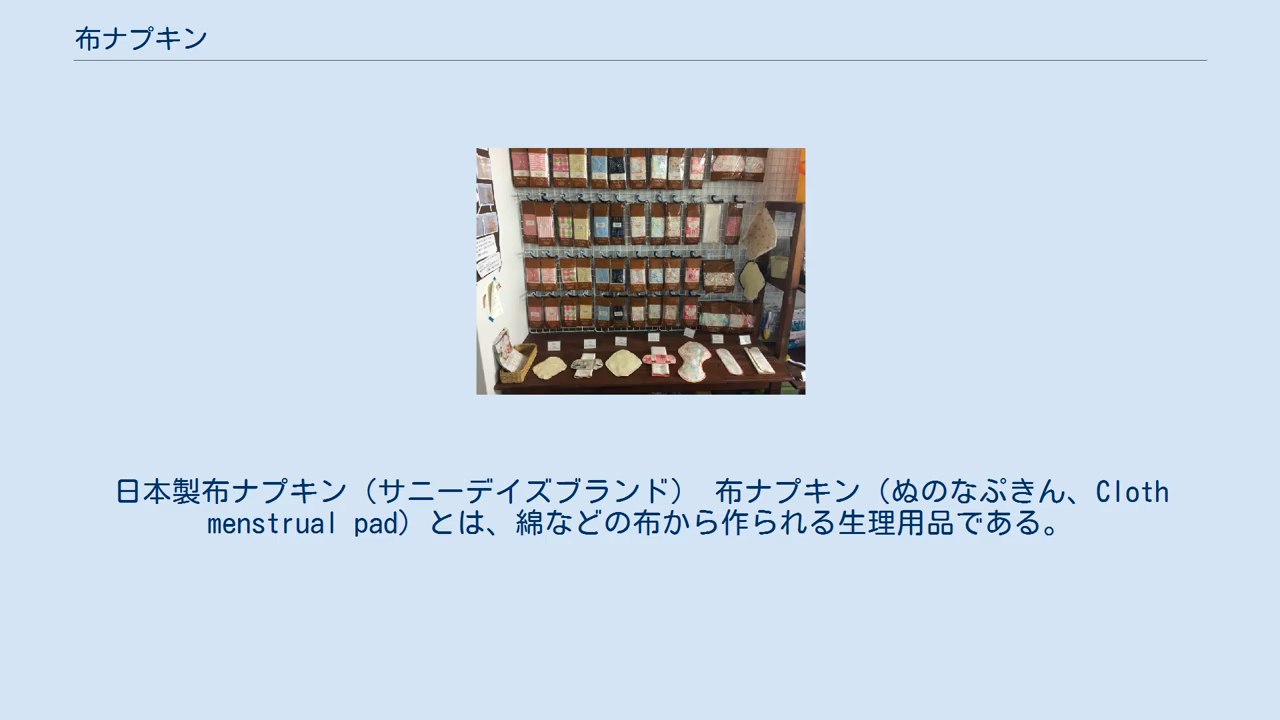 布ナプキン
日本製布ナプキン（サニーデイズブランド） 布ナプキン（ぬのなぷきん、Cloth
menstrual pad）とは、綿などの布から作られる生理用品である。